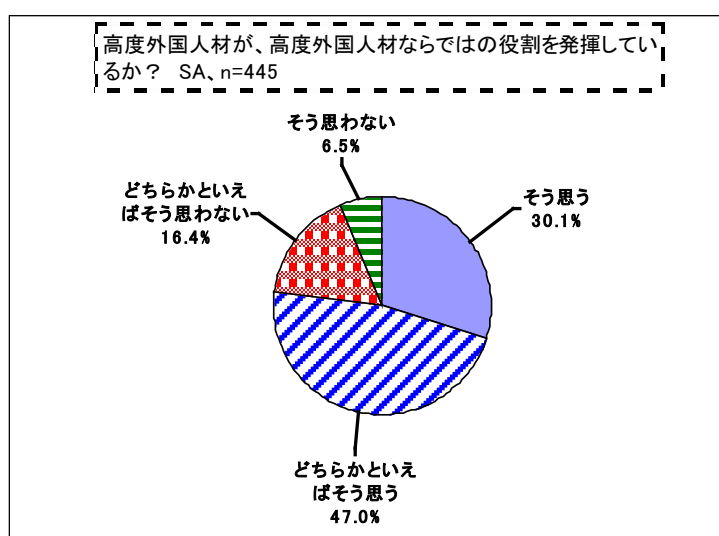 高度外国人材が、高度外国人材ならではの役割を発揮してい
るか？　SA、n=445
そう思わない
6.5%
どちらかといえ
ばそう思わない
16.4%
そう思う
30.1%
どちらかといえ
ばそう思う
47.0%